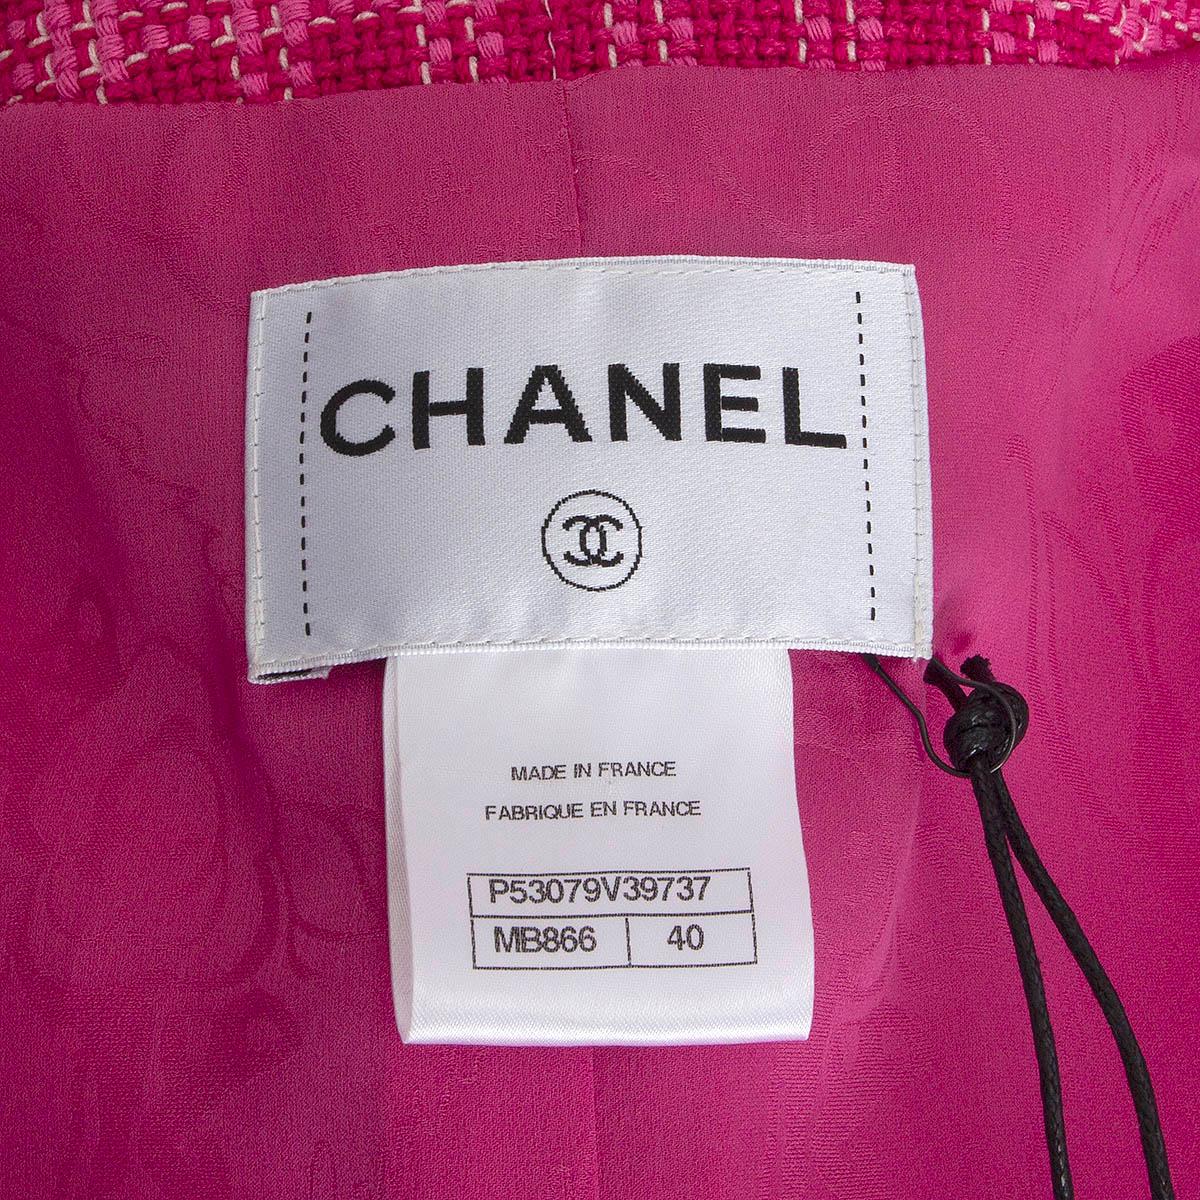 CHANEL
MADE IN FRANCE
FABRIQUE EN FRANCE
P53079V39737
MB866 40